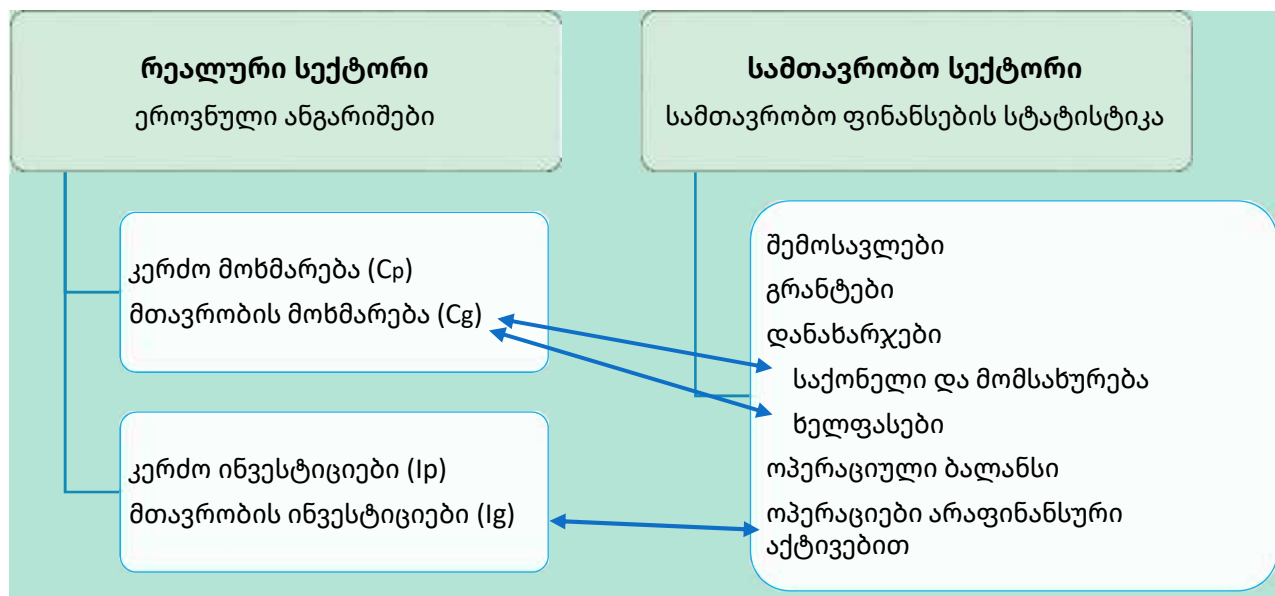 რეალური სექტორი
ეროვნული ანგარიშები
კერძო მოხმარება (Cp)
მთავრობის მოხმარება (Cg)
კერძო ინვესტიციები (Ip)
მთავრობის ინვესტიციები (Ig)
სამთავრობო სექტორი
სამთავრობო ფინანსების სტატისტიკა
შემოსავლები
გრანტები
დანახარჯები
საქონელი და მომსახურება
ხელფასები
ოპერაციული ბალანსი
ოპერაციები არაფინანსური
აქტივებით